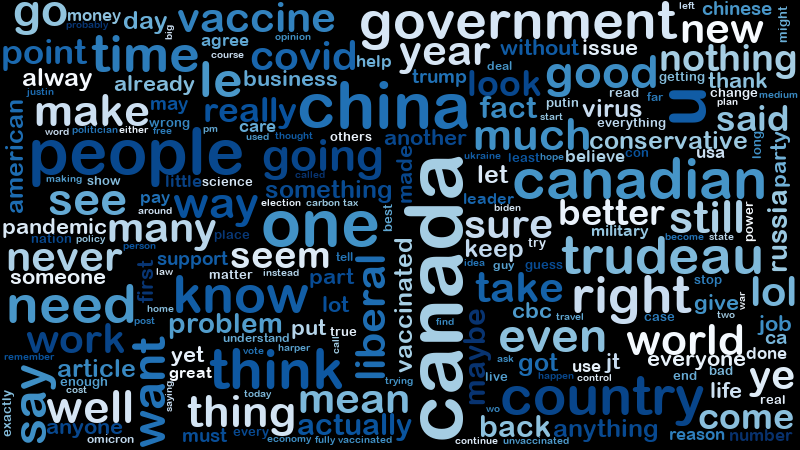 go money day big vaccine government new left chinese
probably opinion might
point time agree covid help year without issue nothing
course
alway already le business trump deal good getting thank
justin look read far change medium
make may really china fact putin virus plan u said
word politician either wrong free pm care used thought others another start everything
american people going called much conservative long party
making show little science something made ukraine least hope believe con usa
see pay way election carbon tax best let canadian
around leader biden
pandemic many place one sure better still power russia
nation policy person keep try military become state
never support seem tell liberal vaccinated canada idea guy guess trudeau
someone first law matter instead part stop
need home know lot take right war give lol
post problem put true cbc travel case two job
work understand call find maybe even world ca
remember yet vote harper think got use jt everyone done
article great trying ask happen control end bad
say enough want saying today live country life ye
cost real
exactly well thing mean wo back come
anyone actually anything
omicron must every economy fully vaccinated continue unvaccinated reason number